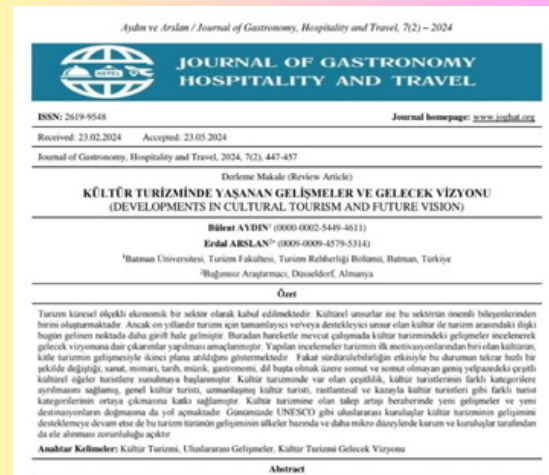 Aydın ve Arslan / Journal of Gastronomy, Hospitality and Travel, 7(2) – 2024
HOTEL
JOURNAL OF GASTRONOMY
HOSPITALITY AND TRAVEL
ISSN: 2619-9548 Journal homepage: www.joghat.org
Received: 23.02.2024 Accepted: 23.05.2024
Journal of Gastronomy, Hospitality and Travel, 2024, 7(2), 447-457
Derleme Makale (Review Article)
KÜLTÜR TURİZMİNDE YAŞANAN GELİŞMELER VE GELECEK VİZYONU
(DEVELOPMENTS IN CULTURAL TOURISM AND FUTURE VISION)
Bülent AYDIN¹ (0000-0002-5449-4611)
Erdal ARSLAN²* (0009-0009-4579-5314)
¹Batman Üniversitesi, Turizm Fakültesi, Turizm Rehberliği Bölümü, Batman, Türkiye
²Bağımsız Araştırmacı, Düsseldorf, Almanya
Özet
Turizm küresel ölçekli ekonomik bir sektör olarak kabul edilmektedir. Kültürel unsurlar ise bu sektörün önemli bileşenlerinden
birini oluşturmaktadır. Ancak on yıllardır turizm için tamamlayıcı ve/veya destekleyici unsur olan kültür ile turizm arasındaki ilişki
bugün gelinen noktada daha girift hale gelmiştir. Buradan hareketle mevcut çalışmada kültür turizmindeki gelişmeler incelenerek
gelecek vizyonuna dair çıkarımlar yapılması amaçlanmıştır. Yapılan incelemeler turizmin ilk motivasyonlarından biri olan kültürün,
kitle turizmin gelişmesiyle ikinci plana atıldığını göstermektedir. Fakat sürdürülebilirliğin etkisiyle bu durumun tekrar hızlı bir
şekilde değiştiği, sanat, mimari, tarih, müzik, gastronomi, dil başta olmak üzere somut ve somut olmayan geniş yelpazedeki çeşitli
kültürel öğeler turistlere sunulmaya başlanmıştır. Kültür turizminde var olan çeşitlilik, kültür turistlerinin farklı kategorilere
ayrılmasını sağlamış, genel kültür turisti, uzmanlaşmış kültür turisti, rastlantısal ve kazayla kültür turistleri gibi farklı turist
kategorilerinin ortaya çıkmasına katkı sağlamıştır. Kültür turizmine olan talep artışı beraberinde yeni gelişmeler ve yeni
destinasyonların doğmasına da yol açmaktadır. Günümüzde UNESCO gibi uluslararası kuruluşlar kültür turizminin gelişimini
desteklemeye devam etse de bu turizm türünün gelişiminin ülkeler bazında ve daha mikro düzeylerde kurum ve kuruluşlar tarafından
da ele alınması zorunluluğu açıktır.
Anahtar Kelimeler: Kültür Turizmi, Uluslararası Gelişmeler, Kültür Turizmi Gelecek Vizyonu
Abstract